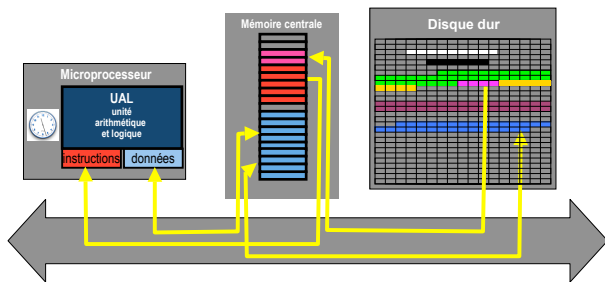 Microprocesseur
UAL
unité
arithmétique
et logique
instructions
données
Mémoire centrale
Disque dur